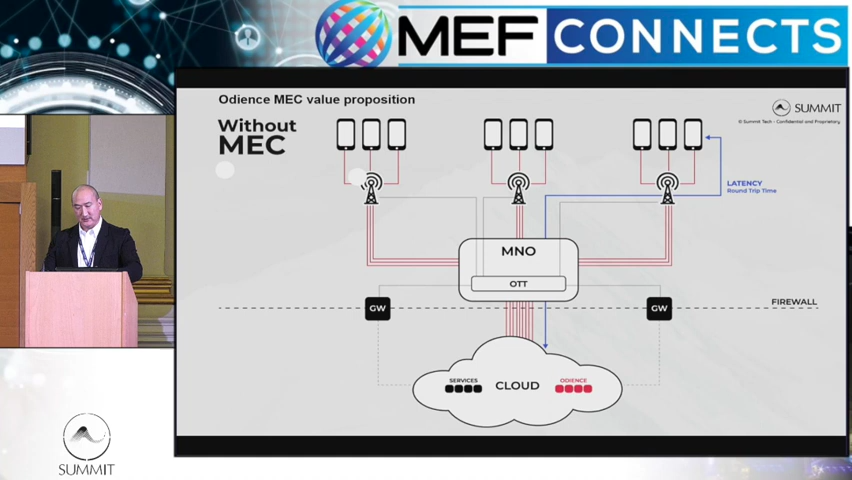 MEF CONNECTS
Odience MEC value proposition
SUMMIT
© Summit Tech - Confidential and Proprietary
Without
MEC
LATENCY
Round Trip Time
MNO
OTT
GW
GW
FIREWALL
SERVICES
CLOUD
ODIENCE
SUMMIT